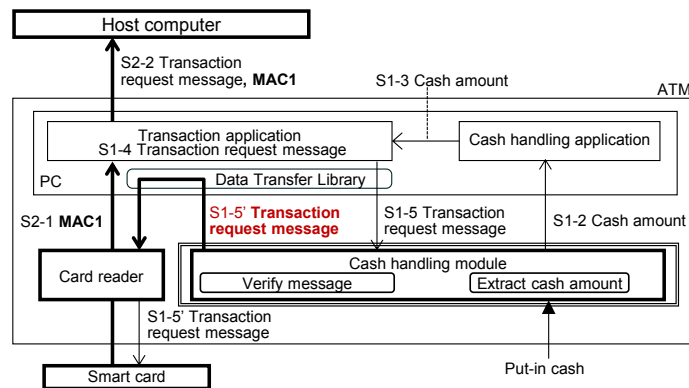 Host computer
S2-2 Transaction
request message, MAC1
S1-3 Cash amount
ATM
Transaction application
S1-4 Transaction request message
Cash handling application
PC
Data Transfer Library
S2-1 MAC1
S1-5' Transaction
request message
S1-5 Transaction
request message
S1-2 Cash amount
Card reader
Cash handling module
Verify message
Extract cash amount
S1-5' Transaction
request message
Put-in cash
Smart card